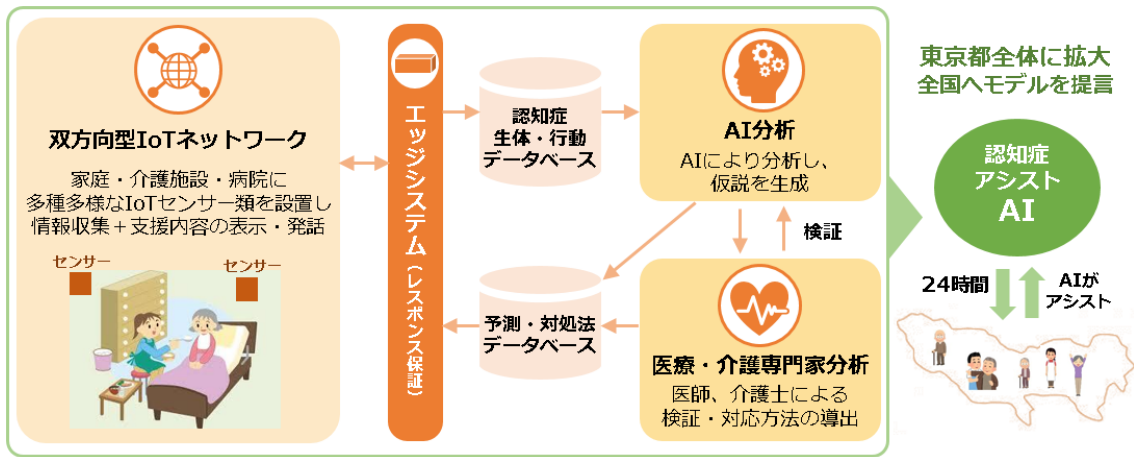 双方向型IoTネットワーク
家庭・介護施設・病院に
多種多様なIoTセンサー類を設置し
情報収集＋支援内容の表示・発話
センサー
センサー
エッジシステム（レスポンス保証）
認知症
生体・行動
データベース
予測・対処法
データベース
AI分析
AIにより分析し、
仮説を生成
検証
医療・介護専門家分析
医師、介護士による
検証・対応方法の導出
東京都全体に拡大
全国へモデルを提言
認知症
アシスト
AI
24時間
AIが
アシスト